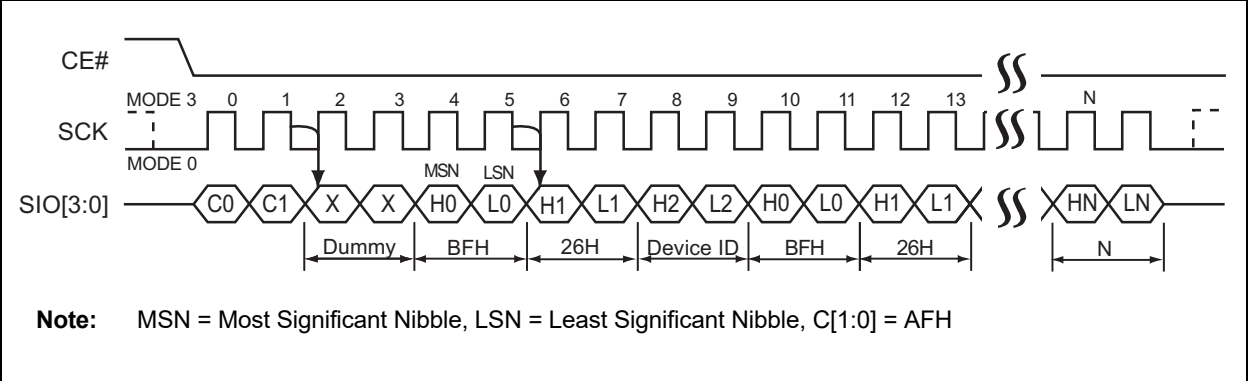 CE#
MODE 3 0 1 2 3 4 5 6 7 8 9 10 11 12 13 N
SCK
MODE 0
MSN LSN
SIO[3:0] C0 C1 X X H0 L0 H1 L1 H2 L2 H0 L0 H1 L1 HN LN
Dummy BFH 26H Device ID BFH 26H N
Note: MSN = Most Significant Nibble, LSN = Least Significant Nibble, C[1:0] = AFH